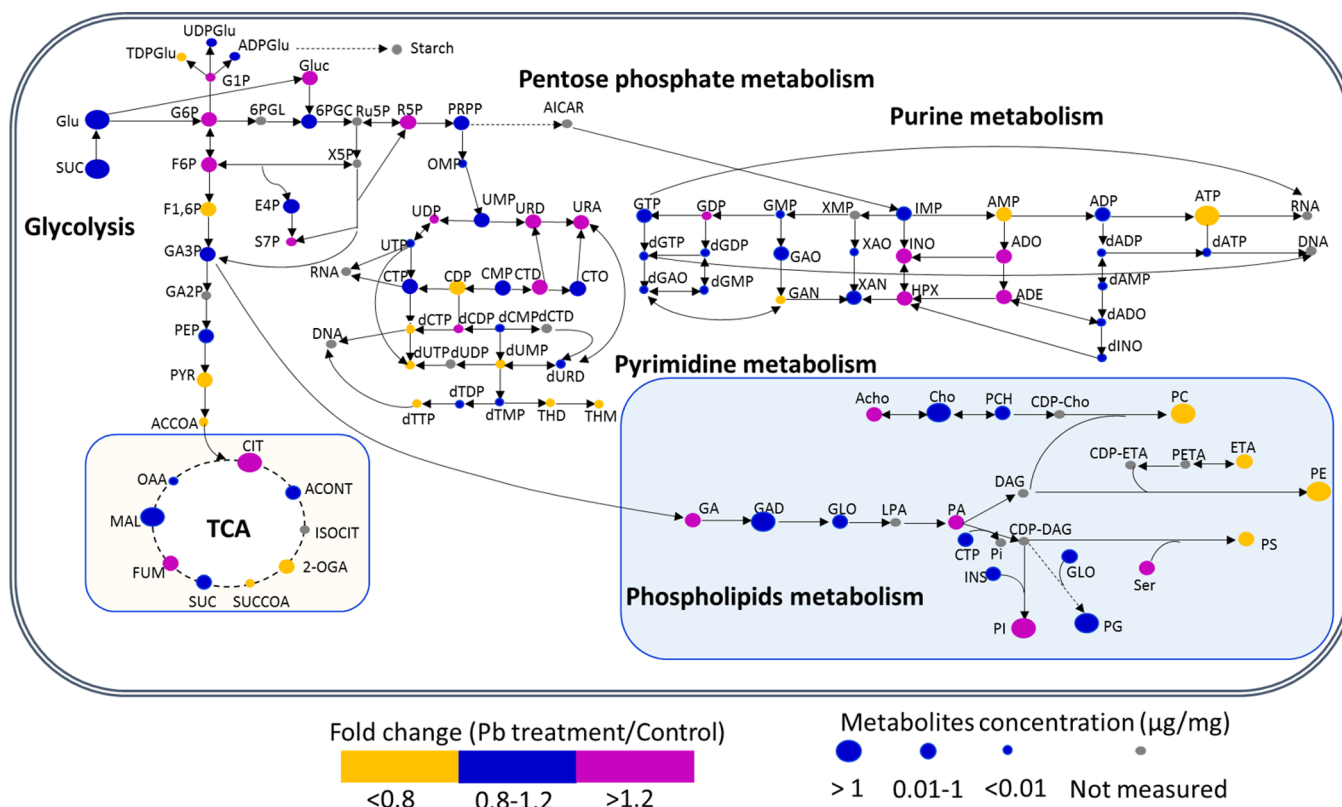 UDPGlu
TDPGlu ADPGlu Starch
G1P Gluc
Pentose phosphate metabolism
Glu G6P 6PGL 6PGC Ru5P R5P PRPP AICAR
Purine metabolism
SUC F6P X5P OMP
Glycolysis
F1,6P E4P UDP UMP URD URA GTP GDP GMP XMP IMP AMP ADP ATP RNA
S7P
GA3P UTP dGTP dGDP GAO XAO INO ADO dADP dATP DNA
RNA CTP CDP CMP CTD CTO
GA2P dGAO dGMP GAN XAN HPX ADE dAMP
dADO
PEP DNA dCTP dCDP dCMP dCTD
dUTP dUDP dUMP dURD dINO
Pyrimidine metabolism
PYR
dTTP dTDP dTMP THD THM
Acho Cho PCH CDP-Cho PC
ACCOA
CIT
CDP-ETA PETA ETA
OAA ACONT PE
MAL TCA ISOCIT
GA GAD GLO LPA PA DAG
CDP-DAG
CTP Pi PS
FUM 2-OGA
INS GLO Ser
SUC SUCCOA
Phospholipids metabolism
PI PG
Fold change (Pb treatment/Control)
<0.8 0.8-1.2 >1.2
Metabolites concentration (μg/mg)
> 1 0.01-1 <0.01 Not measured